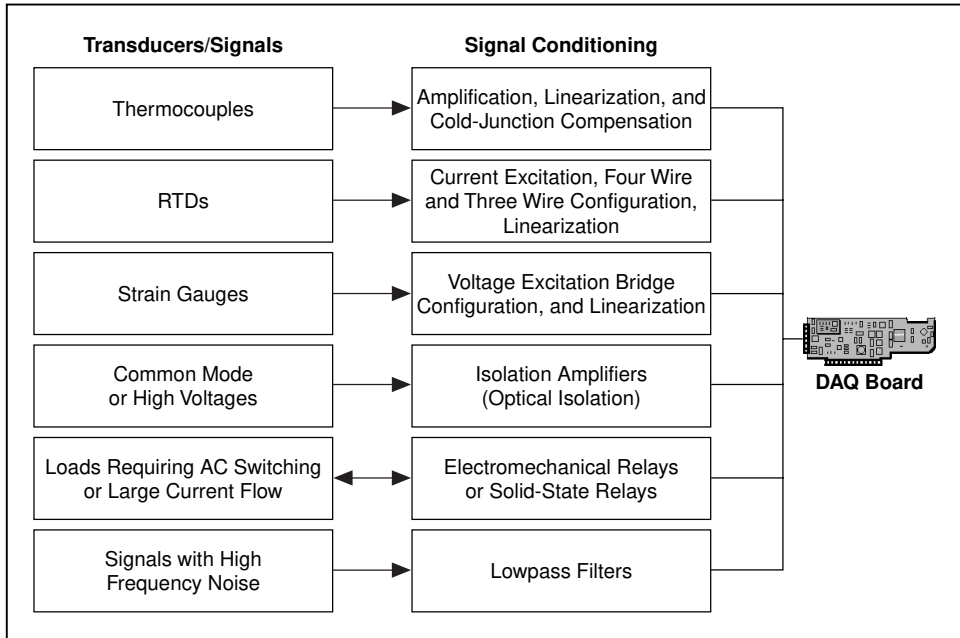 Transducers/Signals
Signal Conditioning
Thermocouples
Amplification, Linearization, and
Cold-Junction Compensation
RTDs
Current Excitation, Four Wire
and Three Wire Configuration,
Linearization
Strain Gauges
Voltage Excitation Bridge
Configuration, and Linearization
Common Mode
or High Voltages
Isolation Amplifiers
(Optical Isolation)
Loads Requiring AC Switching
or Large Current Flow
Electromechanical Relays
or Solid-State Relays
Signals with High
Frequency Noise
Lowpass Filters
DAQ Board